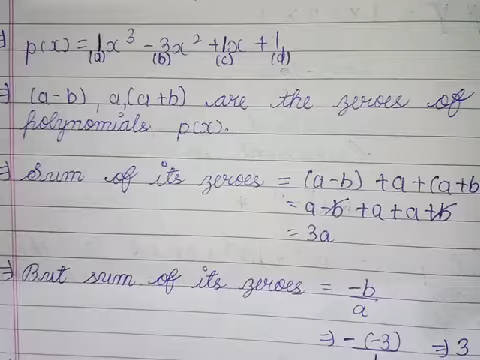 ⇒ p(x) = 1x³ - 3x² + 1x + 1
(a) (b) (c) (d)
⇒ (a-b), a, (a+b) are the zeroes of
polynomials p(x).
⇒ Sum of its zeroes = (a-b) + a + (a+b
= a - b + a + a + b
= 3a
⇒ But sum of its zeroes = -b/a
⇒ -(-3) ⇒ 3